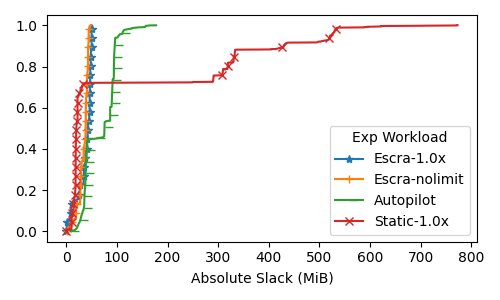 1.0
0.8
0.6
0.4
0.2
0.0
Exp Workload
Escra-1.0x
Escra-nolimit
Autopilot
Static-1.0x
0 100 200 300 400 500 600 700 800
Absolute Slack (MiB)